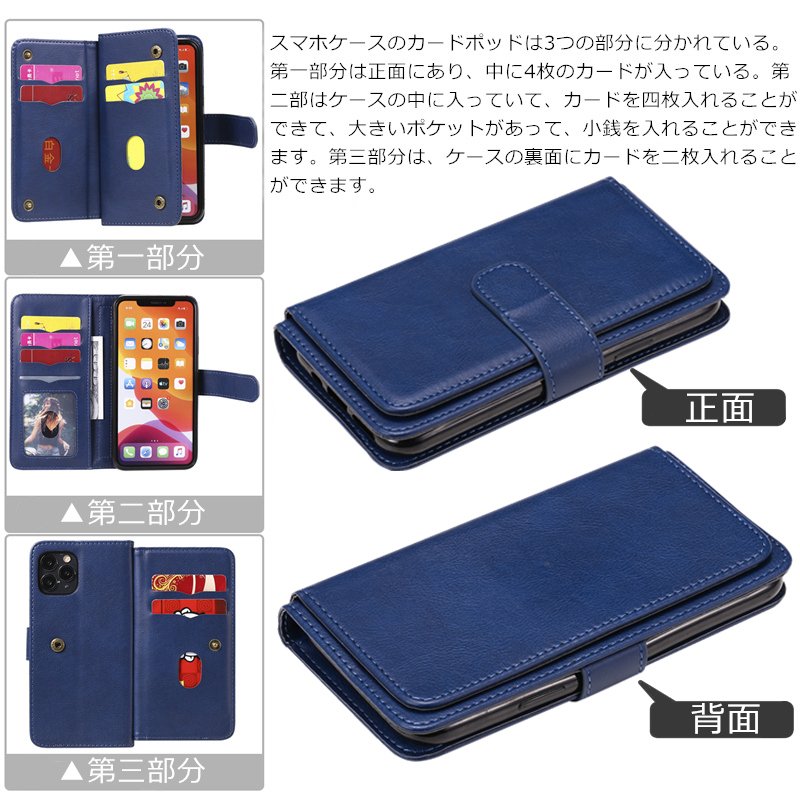 スマホケースのカードポッドは3つの部分に分かれている。
第一部分は正面にあり、中に4枚のカードが入っている。第
二部はケースの中に入っていて、カードを四枚入れることが
できて、大きいポケットがあって、小銭を入れることができ
ます。第三部分は、ケースの裏面にカードを二枚入れること
ができます。
白金
▲第一部分
正面
▲第二部分
背面
▲第三部分